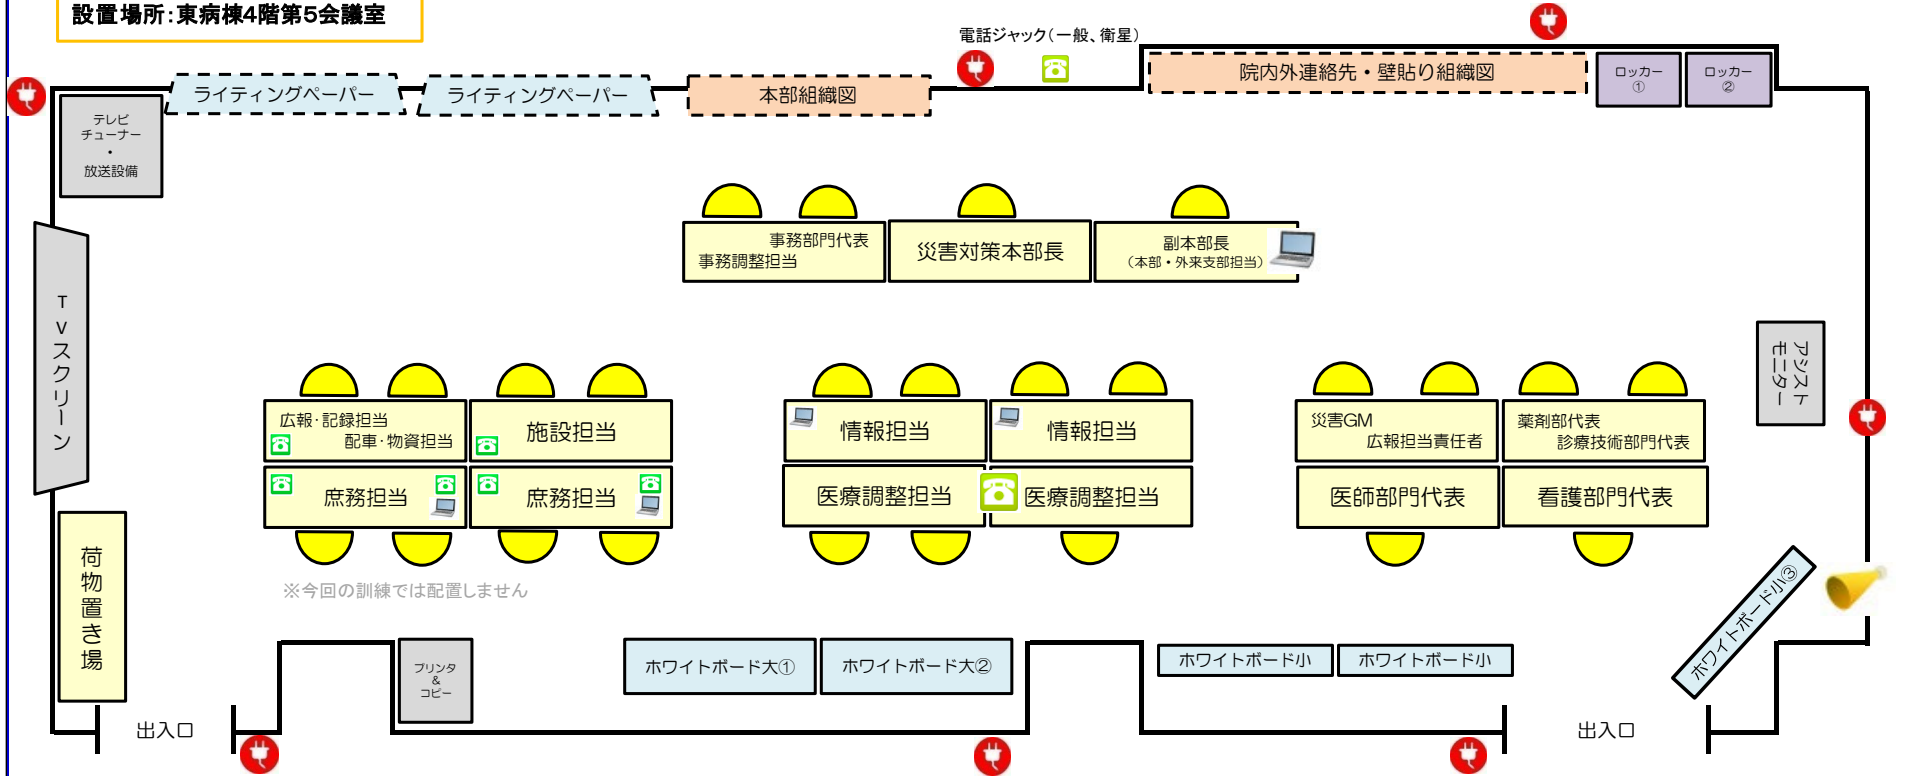 設置場所：東病棟4階第5会議室
電話ジャック（一般、衛星）
ライティングペーパー
ライティングペーパー
本部組織図
院内外連絡先・壁貼り組織図
ロッカー
①
ロッカー
②
テレビ
チューナー
・
放送設備
事務部門代表
事務調整担当
災害対策本部長
副本部長
（本部・外来支部担当）
TVスクリーン
アシスト
モニター
広報・記録担当
配車・物資担当
施設担当
情報担当
情報担当
災害GM
広報担当責任者
薬剤部代表
診療技術部門代表
庶務担当
庶務担当
医療調整担当
医療調整担当
医師部門代表
看護部門代表
※今回の訓練では配置しません
荷物置き場
プリンタ
&
コピー
ホワイトボード大①
ホワイトボード大②
ホワイトボード小
ホワイトボード小
ホワイトボード小③
出入口
出入口